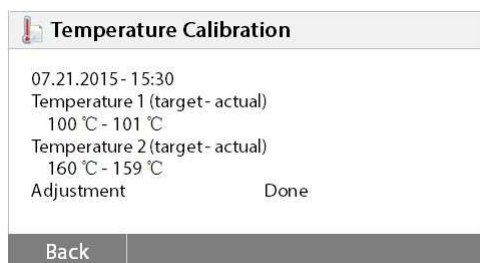 Temperature Calibration
07.21.2015 - 15:30
Temperature 1 (target - actual)
100 °C - 101 °C
Temperature 2 (target - actual)
160 °C - 159 °C
Adjustment Done
Back